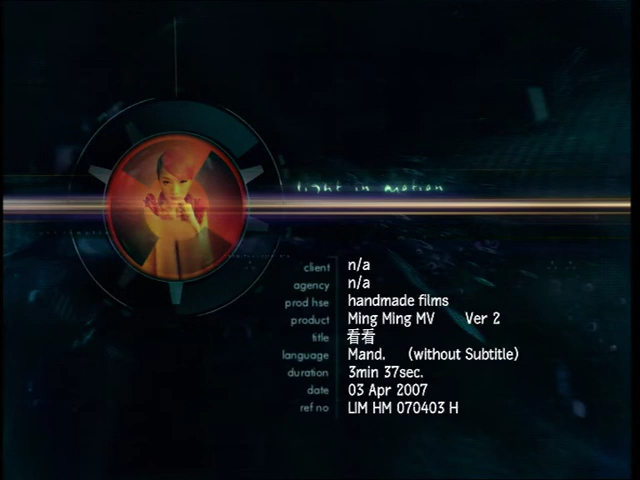 light in motion
client n/a
agency n/a
prod hse handmade films
product Ming Ming MV Ver 2
title 看看
language Mand. (without Subtitle)
duration 3min 37sec.
date 03 Apr 2007
ref no LIM HM 070403 H